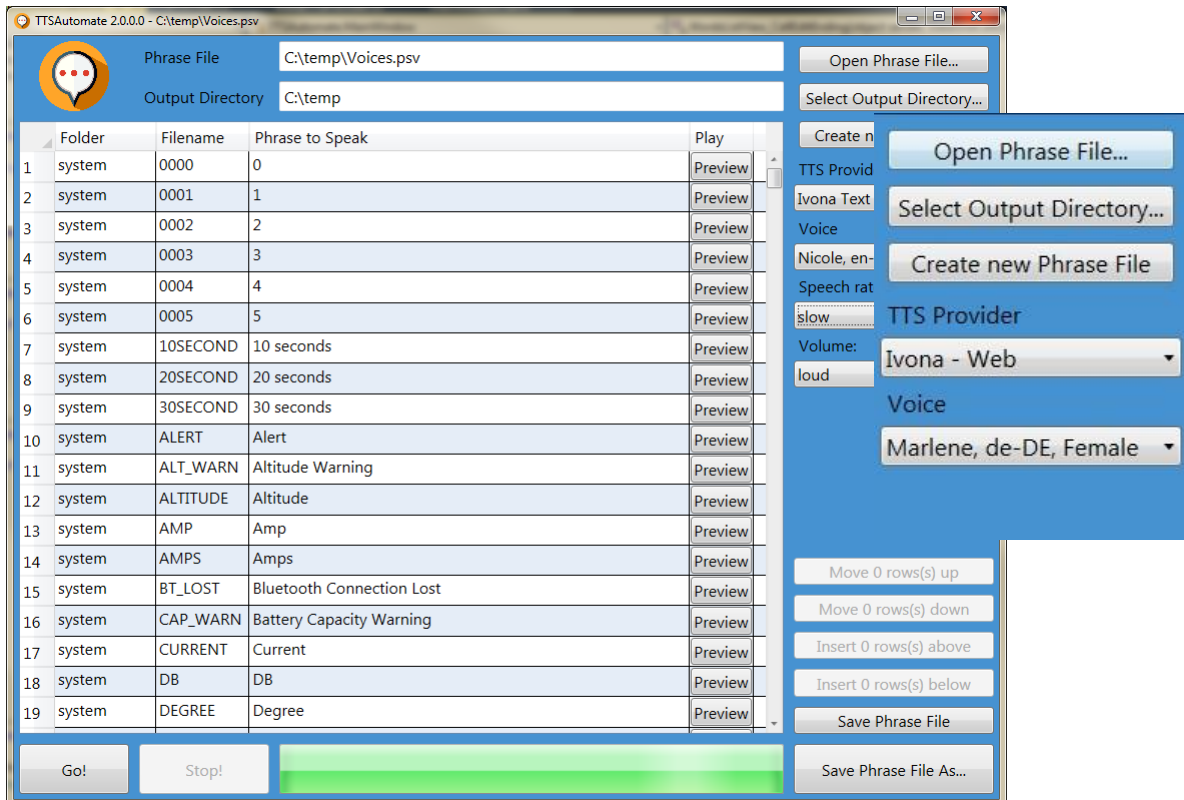 TTSAutomate 2.0.0.0 - C:\temp\Voices.psv
Phrase File C:\temp\Voices.psv Open Phrase File...
Output Directory C:\temp Select Output Directory...
Folder Filename Phrase to Speak Play
1 system 0000 0 Preview
2 system 0001 1 Preview
3 system 0002 2 Preview
4 system 0003 3 Preview
5 system 0004 4 Preview
6 system 0005 5 Preview
7 system 10SECOND 10 seconds Preview
8 system 20SECOND 20 seconds Preview
9 system 30SECOND 30 seconds Preview
10 system ALERT Alert Preview
11 system ALT_WARN Altitude Warning Preview
12 system ALTITUDE Altitude Preview
13 system AMP Amp Preview
14 system AMPS Amps Preview
15 system BT_LOST Bluetooth Connection Lost Preview
16 system CAP_WARN Battery Capacity Warning Preview
17 system CURRENT Current Preview
18 system DB DB Preview
19 system DEGREE Degree Preview
Create n
TTS Provid
Ivona Text
Voice
Nicole, en-
Speech rat
slow
Volume:
loud
Open Phrase File...
Select Output Directory...
Create new Phrase File
TTS Provider
Ivona - Web
Voice
Marlene, de-DE, Female
Move 0 rows(s) up
Move 0 rows(s) down
Insert 0 rows(s) above
Insert 0 rows(s) below
Save Phrase File
Go! Stop! Save Phrase File As...